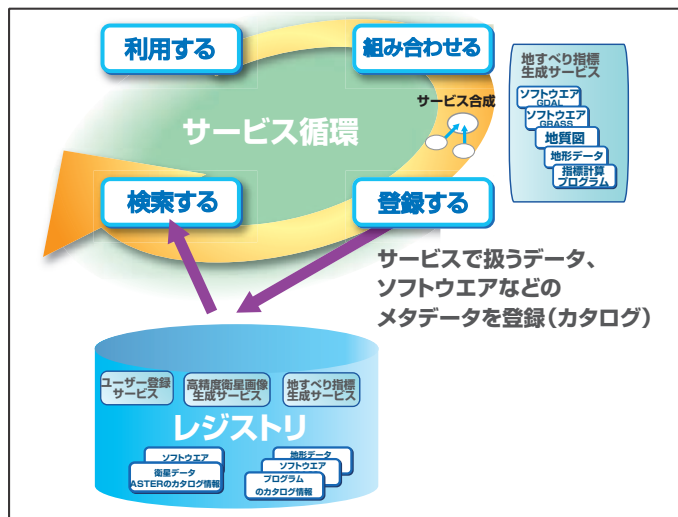 利用する
組み合わせる
サービス合成
サービス循環
検索する
登録する
地すべり指標
生成サービス
ソフトウエア
GDAL
ソフトウエア
GRASS
地質図
地形データ
指標計算
プログラム
サービスで扱うデータ、
ソフトウエアなどの
メタデータを登録(カタログ)
ユーザー登録
サービス
高精度衛星画像
生成サービス
地すべり指標
生成サービス
レジストリ
ソフトウエア
衛星データ
ASTERのカタログ情報
地形データ
ソフトウエア
プログラム
のカタログ情報